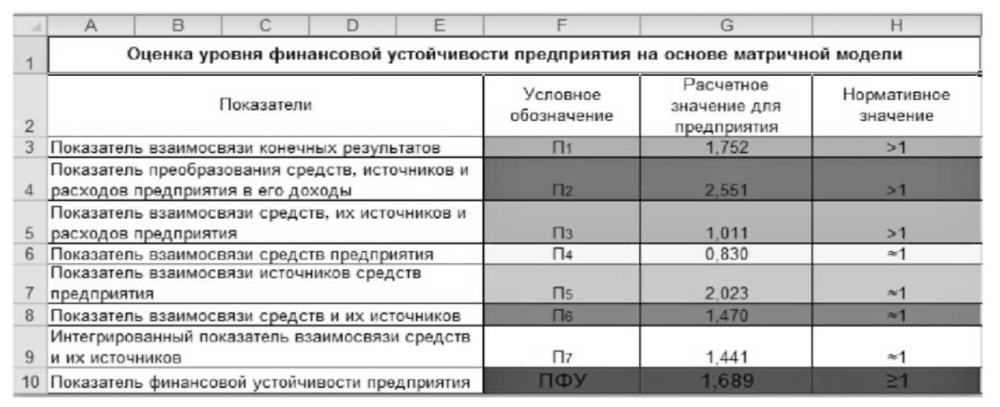 A B C D E F G H
1 Оценка уровня финансовой устойчивости предприятия на основе матричной модели
2 Показатели Условное обозначение Расчетное значение для предприятия Нормативное значение
3 Показатель взаимосвязи конечных результатов П1 1,752 >1
Показатель преобразования средств, источников и
4 расходов предприятия в его доходы П2 2,551 >1
Показатель взаимосвязи средств, их источников и
5 расходов предприятия П3 1,011 >1
6 Показатель взаимосвязи средств предприятия П4 0,830 ≈1
Показатель взаимосвязи источников средств
7 предприятия П5 2,023 ≈1
8 Показатель взаимосвязи средств и их источников П6 1,470 ≈1
Интегрированный показатель взаимосвязи средств
9 и их источников П7 1,441 ≈1
10 Показатель финансовой устойчивости предприятия ПФУ 1,689 ≥1